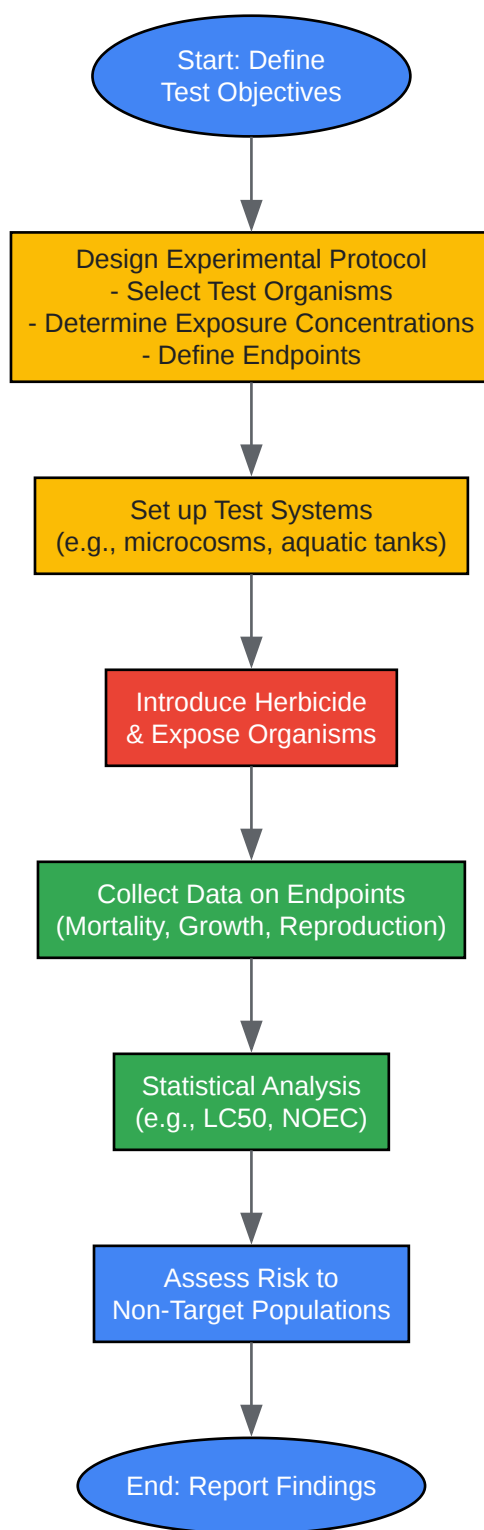 Start: Define
Test Objectives
Design Experimental Protocol
- Select Test Organisms
- Determine Exposure Concentrations
- Define Endpoints
Set up Test Systems
(e.g., microcosms, aquatic tanks)
Introduce Herbicide
& Expose Organisms
Collect Data on Endpoints
(Mortality, Growth, Reproduction)
Statistical Analysis
(e.g., LC50, NOEC)
Assess Risk to
Non-Target Populations
End: Report Findings